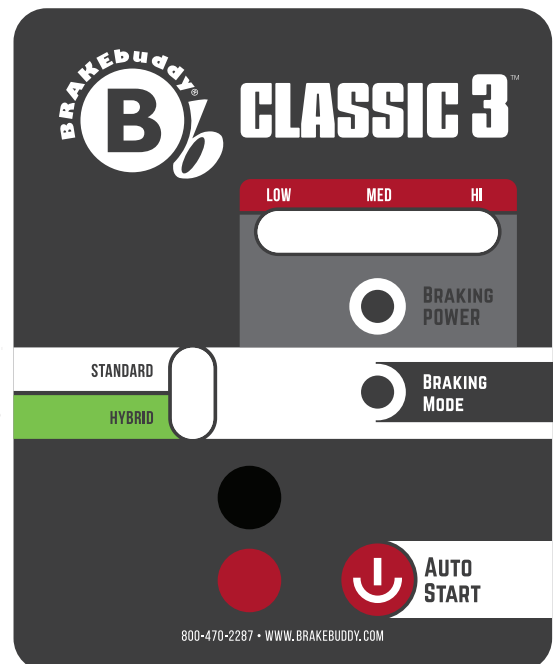 BRAKEbuddy®
B b
CLASSIC 3™
LOW MED HI
BRAKING
POWER
STANDARD
HYBRID
BRAKING
MODE
AUTO
START
800-470-2287 • WWW.BRAKEBUDDY.COM